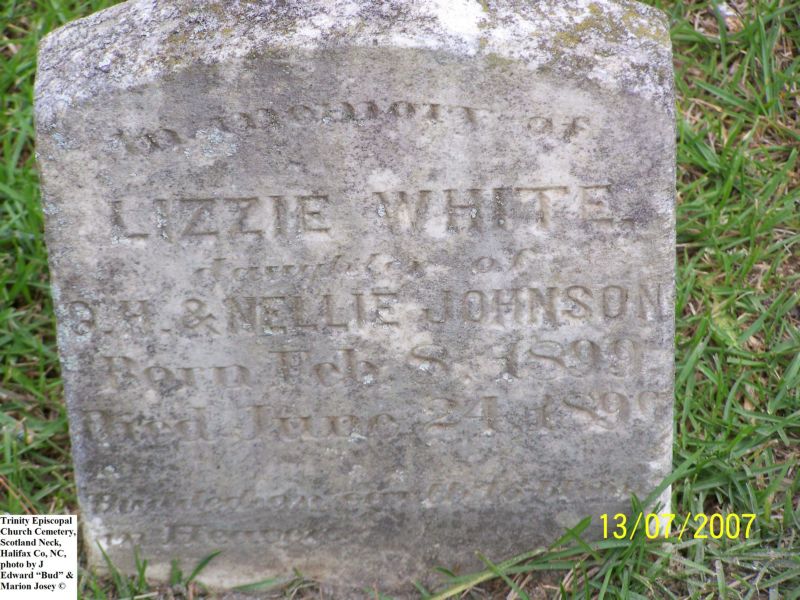 In memory of
LIZZIE WHITE.
daughter of
& NELLIE JOHNSON
Born Feb. 8, 1899
Died June 24 1899
13/07/2007
Trinity Episcopal
Church Cemetery,
Scotland Neck,
Halifax Co, NC,
photo by J
Edward “Bud” &
Marion Josey ©